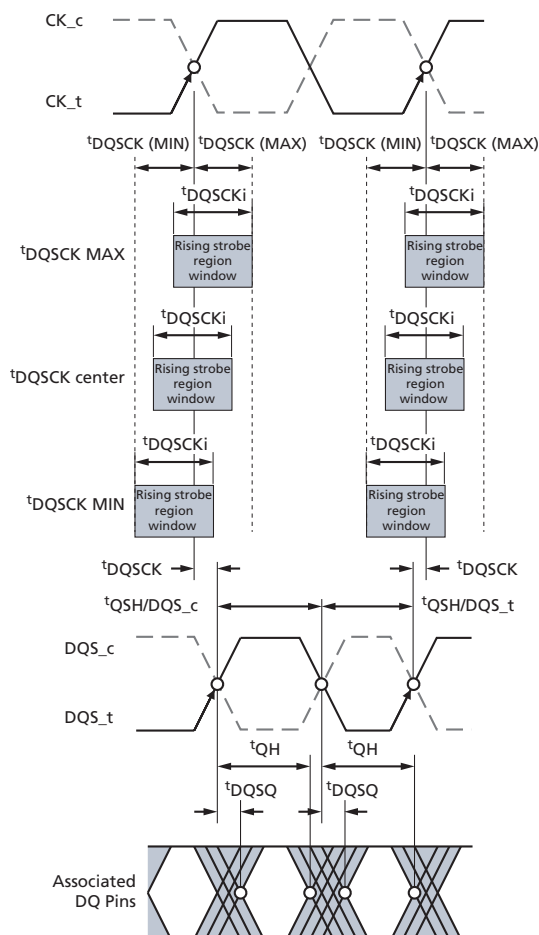 CK_c
CK_t
tDQSCK (MIN) tDQSCK (MAX) tDQSCK (MIN) tDQSCK (MAX)
tDQSCKi tDQSCKi
tDQSCK MAX
Rising strobe
region
window
Rising strobe
region
window
tDQSCKi tDQSCKi
tDQSCK center
Rising strobe
region
window
Rising strobe
region
window
tDQSCKi tDQSCKi
tDQSCK MIN
Rising strobe
region
window
Rising strobe
region
window
tDQSCK tDQSCK
tQSH/DQS_c tQSH/DQS_t
DQS_c
DQS_t
tQH tQH
tDQSQ tDQSQ
Associated
DQ Pins